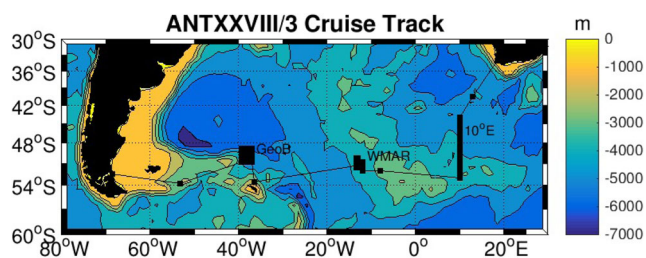 ANTXXVIII/3 Cruise Track
m
30°S
36°S
42°S
48°S
54°S
60°S
80°W
60°W
40°W
20°W
0°
20°E
GeoB
WMAR
10°E
0
-1000
-2000
-3000
-4000
-5000
-6000
-7000